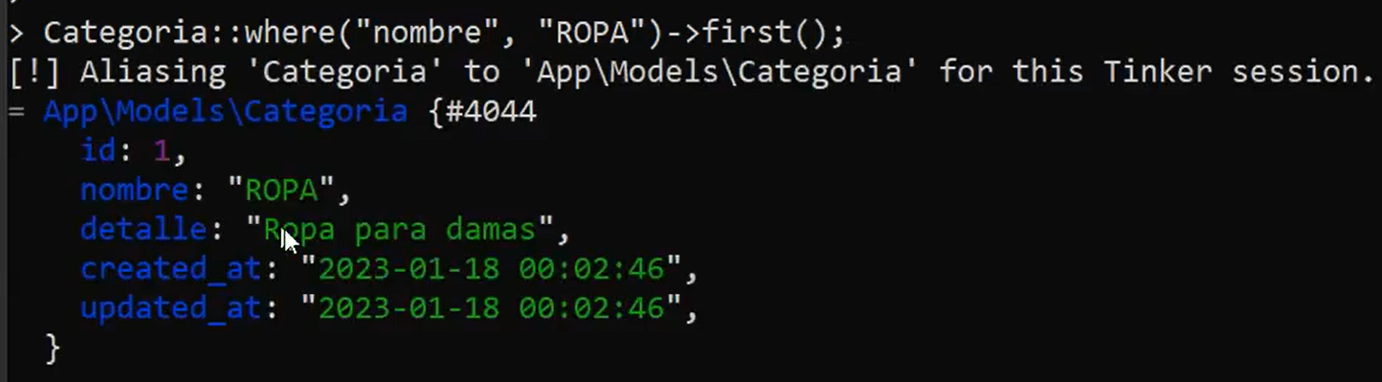 > Categoria::where("nombre", "ROPA")->first();
[!] Aliasing 'Categoria' to 'App\Models\Categoria' for this Tinker session.
= App\Models\Categoria {#4044
id: 1,
nombre: "ROPA",
detalle: "Ropa para damas",
created_at: "2023-01-18 00:02:46",
updated_at: "2023-01-18 00:02:46",
}